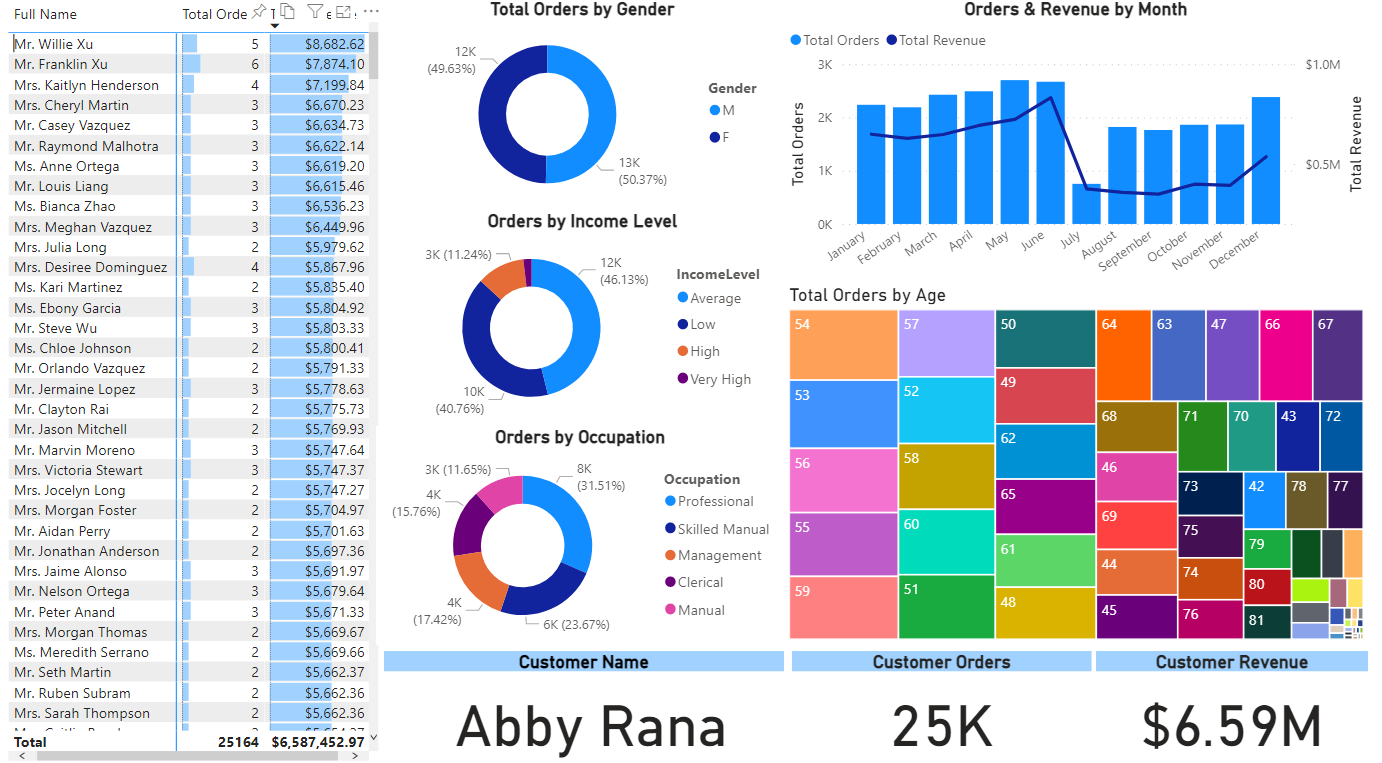 Full Name Total Orde
Mr. Willie Xu 5 $8,682.62
Mr. Franklin Xu 6 $7,874.10
Mrs. Kaitlyn Henderson 4 $7,199.84
Mrs. Cheryl Martin 3 $6,670.23
Mr. Casey Vazquez 3 $6,634.73
Mr. Raymond Malhotra 3 $6,622.14
Ms. Anne Ortega 3 $6,619.20
Mr. Louis Liang 3 $6,615.46
Ms. Bianca Zhao 3 $6,536.23
Mrs. Meghan Vazquez 3 $6,449.96
Mrs. Julia Long 2 $5,979.62
Mrs. Desiree Dominguez 4 $5,867.96
Ms. Kari Martinez 2 $5,835.40
Ms. Ebony Garcia 3 $5,804.92
Mr. Steve Wu 3 $5,803.33
Ms. Chloe Johnson 2 $5,800.41
Mr. Orlando Vazquez 2 $5,791.33
Mr. Jermaine Lopez 3 $5,778.63
Mr. Clayton Rai 2 $5,775.73
Mr. Jason Mitchell 2 $5,769.93
Mr. Marvin Moreno 3 $5,747.64
Mrs. Victoria Stewart 3 $5,747.37
Mrs. Jocelyn Long 2 $5,747.27
Mrs. Morgan Foster 2 $5,704.97
Mr. Aidan Perry 2 $5,701.63
Mr. Jonathan Anderson 2 $5,697.36
Mrs. Jaime Alonso 3 $5,691.97
Mr. Nelson Ortega 3 $5,679.64
Mr. Peter Anand 3 $5,671.33
Mrs. Morgan Thomas 2 $5,669.67
Ms. Meredith Serrano 2 $5,669.66
Mr. Seth Martin 2 $5,662.37
Mr. Ruben Subram 2 $5,662.36
Mrs. Sarah Thompson 2 $5,662.36
Total 25164 $6,587,452.97
Total Orders by Gender
12K
(49.63%)
13K
(50.37%)
Gender
M
F
Orders by Income Level
3K (11.24%)
12K
(46.13%)
10K
(40.76%)
IncomeLevel
Average
Low
High
Very High
Orders by Occupation
3K (11.65%)
8K
(31.51%)
4K
(15.76%)
4K
(17.42%)
6K (23.67%)
Occupation
Professional
Skilled Manual
Management
Clerical
Manual
Orders & Revenue by Month
Total Orders Total Revenue
3K
2K
1K
0K
Total Orders
$1.0M
$0.5M
Total Revenue
January February March April May June July August September October November December
Total Orders by Age
54
53
56
55
59
57
52
58
60
51
50
49
62
65
61
48
64 63 47 66 67
68
46
69
44
45
71 70 43 72
73
75
74
76
42 78 77
79
80
81
Customer Name
Abby Rana
Customer Orders
25K
Customer Revenue
$6.59M